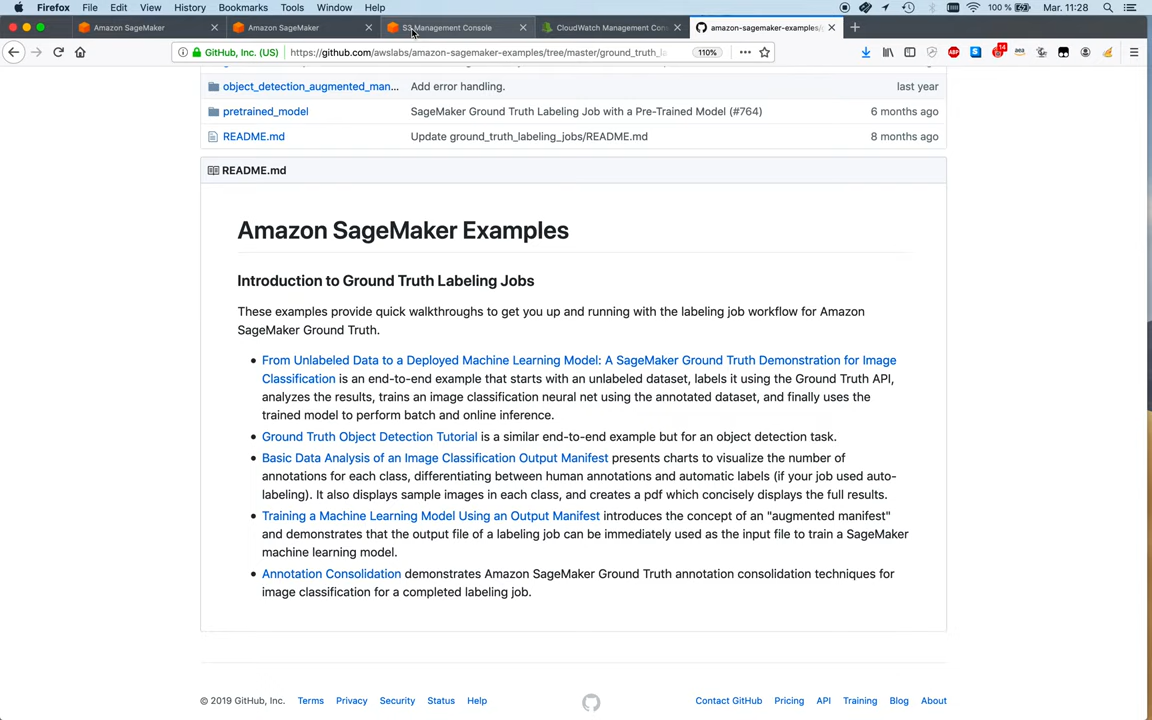 Firefox File Edit View History Bookmarks Tools Window Help 100 % Mar. 11:28
Amazon SageMaker Amazon SageMaker S3 Management Console CloudWatch Management Con amazon-sagemaker-examples/
GitHub, Inc. (US) https://github.com/awslabs/amazon-sagemaker-examples/tree/master/ground_truth_la 110% 14
object_detection_augmented_man... Add error handling. last year
pretrained_model SageMaker Ground Truth Labeling Job with a Pre-Trained Model (#764) 6 months ago
README.md Update ground_truth_labeling_jobs/README.md 8 months ago
README.md
Amazon SageMaker Examples
Introduction to Ground Truth Labeling Jobs
These examples provide quick walkthroughs to get you up and running with the labeling job workflow for Amazon
SageMaker Ground Truth.
• From Unlabeled Data to a Deployed Machine Learning Model: A SageMaker Ground Truth Demonstration for Image
Classification is an end-to-end example that starts with an unlabeled dataset, labels it using the Ground Truth API,
analyzes the results, trains an image classification neural net using the annotated dataset, and finally uses the
trained model to perform batch and online inference.
• Ground Truth Object Detection Tutorial is a similar end-to-end example but for an object detection task.
• Basic Data Analysis of an Image Classification Output Manifest presents charts to visualize the number of
annotations for each class, differentiating between human annotations and automatic labels (if your job used auto-
labeling). It also displays sample images in each class, and creates a pdf which concisely displays the full results.
• Training a Machine Learning Model Using an Output Manifest introduces the concept of an "augmented manifest"
and demonstrates that the output file of a labeling job can be immediately used as the input file to train a SageMaker
machine learning model.
• Annotation Consolidation demonstrates Amazon SageMaker Ground Truth annotation consolidation techniques for
image classification for a completed labeling job.
© 2019 GitHub, Inc. Terms Privacy Security Status Help Contact GitHub Pricing API Training Blog About